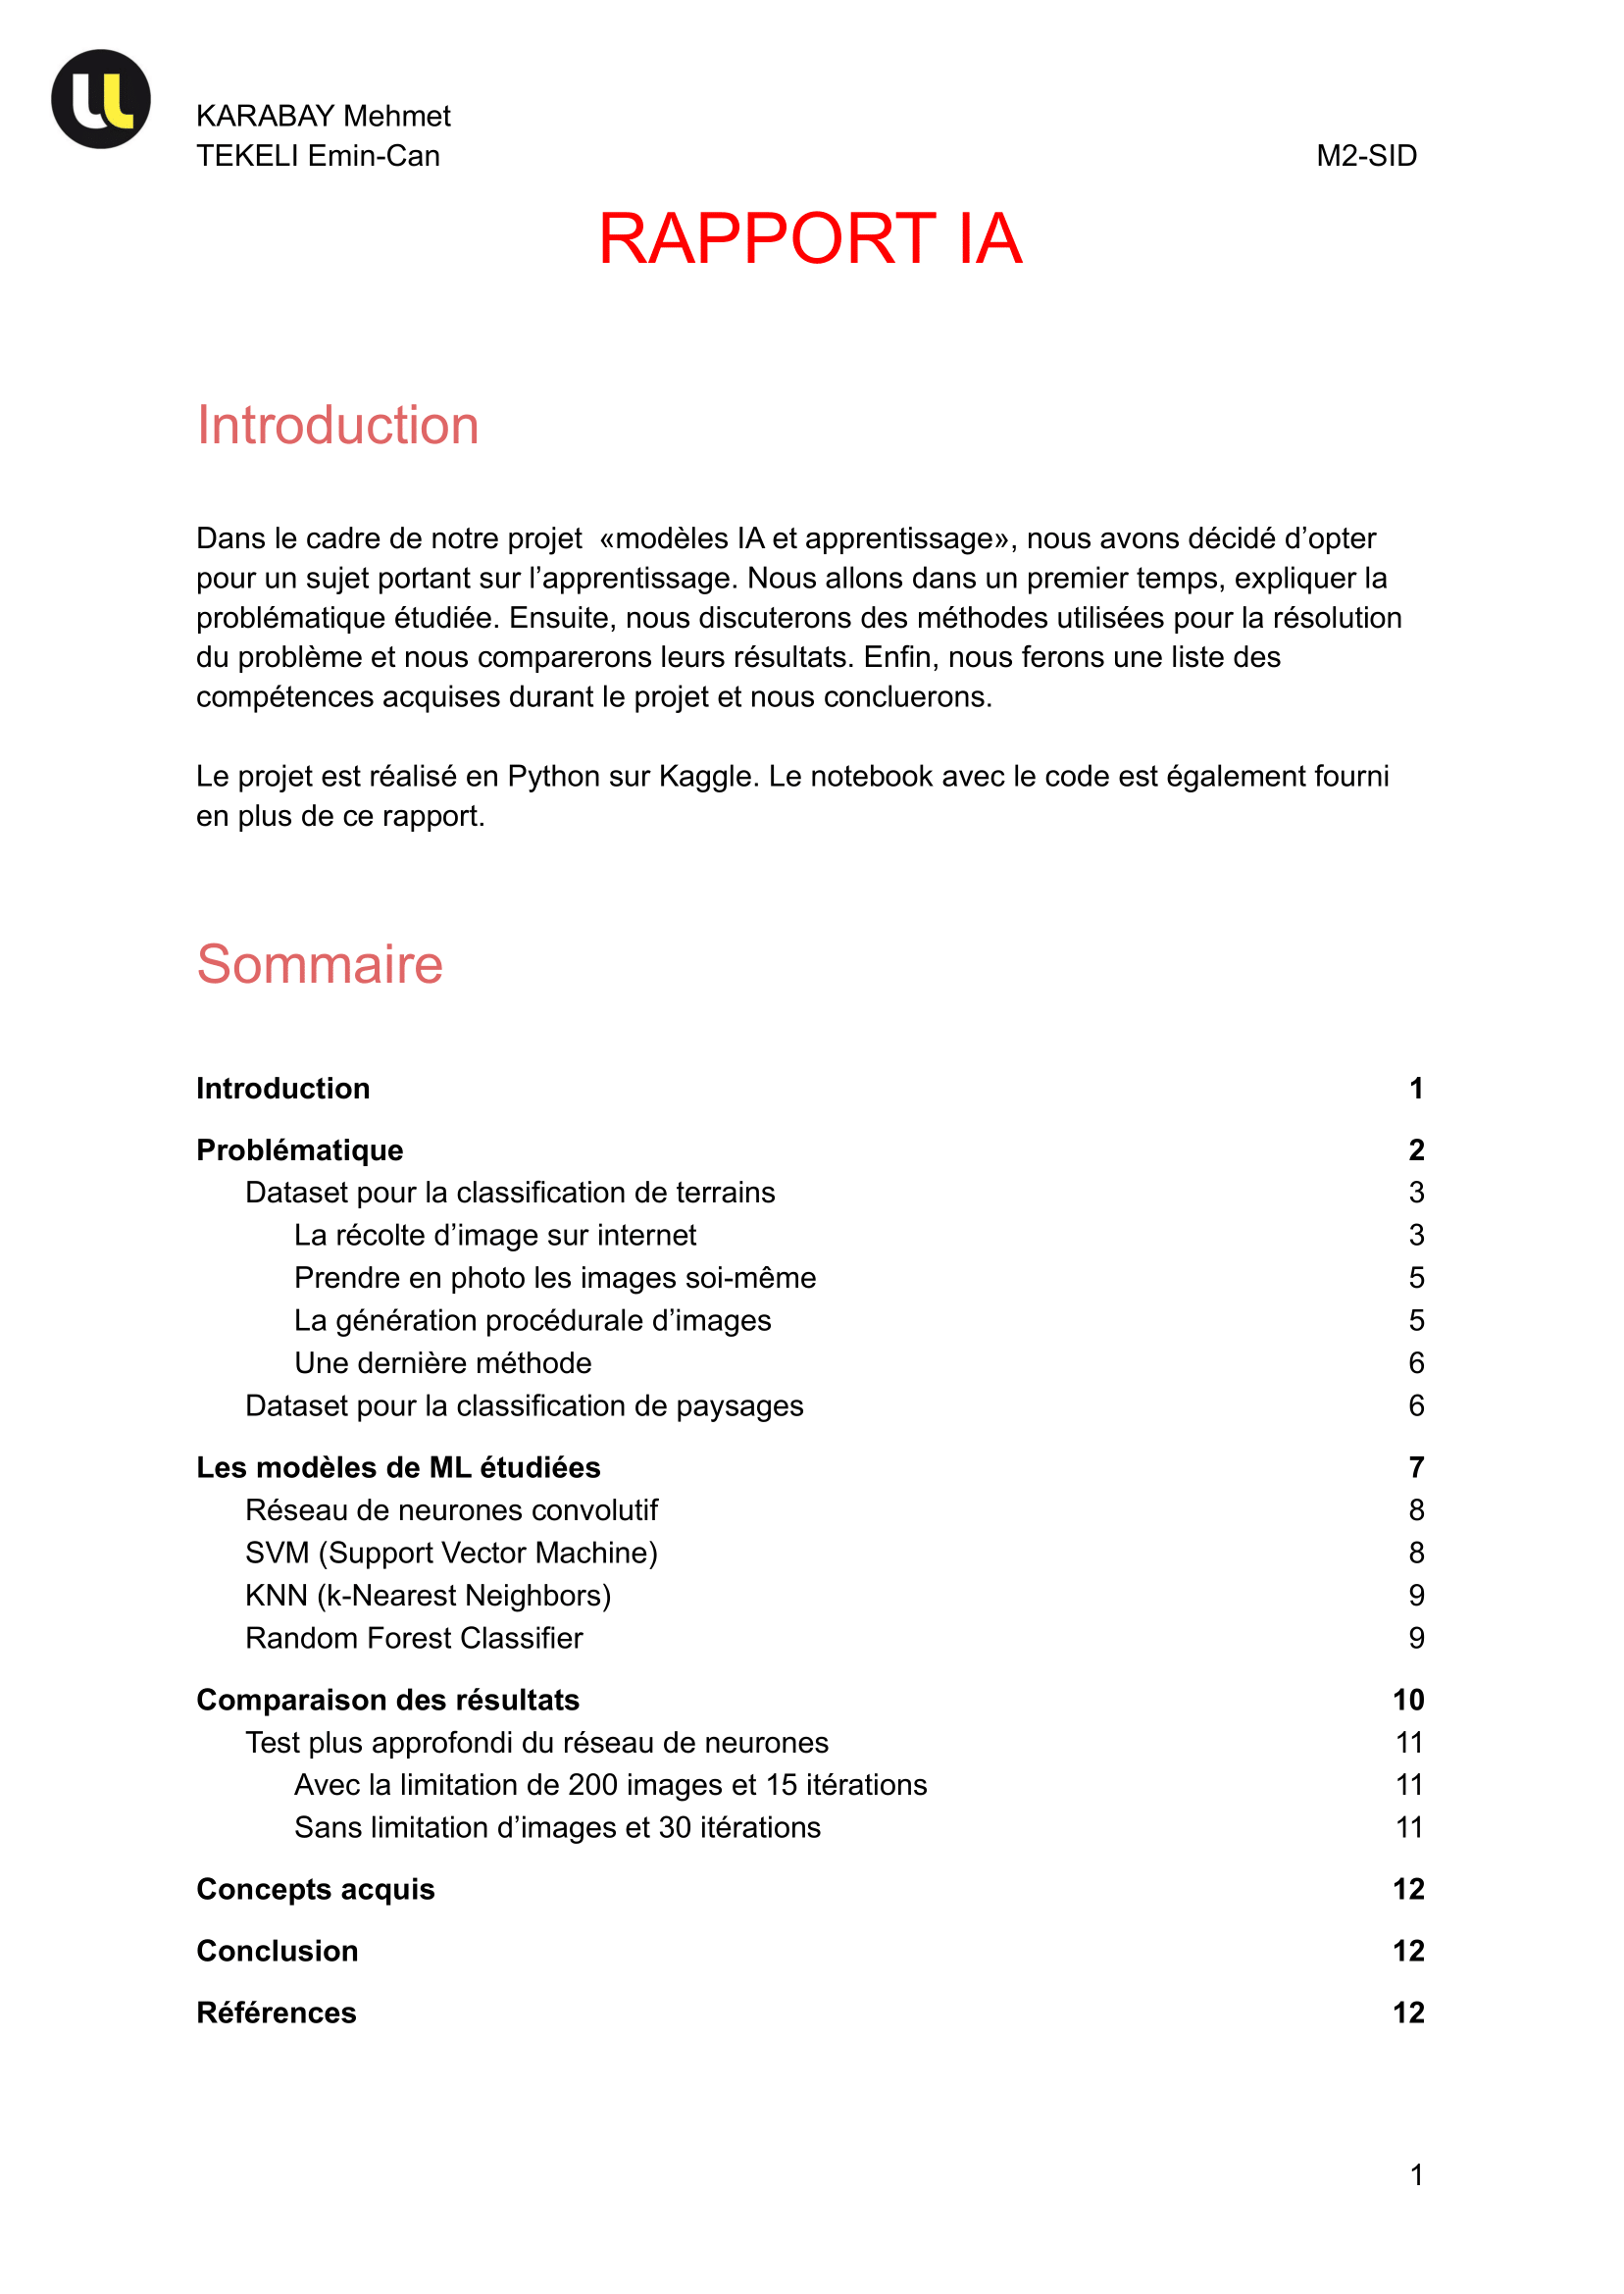 KARABAY Mehmet
TEKELI Emin-Can M2-SID
RAPPORT IA
Introduction
Dans le cadre de notre projet «modèles IA et apprentissage», nous avons décidé d’opter
pour un sujet portant sur l’apprentissage. Nous allons dans un premier temps, expliquer la
problématique étudiée. Ensuite, nous discuterons des méthodes utilisées pour la résolution
du problème et nous comparerons leurs résultats. Enfin, nous ferons une liste des
compétences acquises durant le projet et nous concluerons.
Le projet est réalisé en Python sur Kaggle. Le notebook avec le code est également fourni
en plus de ce rapport.
Sommaire
Introduction 1
Problématique 2
Dataset pour la classification de terrains 3
La récolte d’image sur internet 3
Prendre en photo les images soi-même 5
La génération procédurale d’images 5
Une dernière méthode 6
Dataset pour la classification de paysages 6
Les modèles de ML étudiées 7
Réseau de neurones convolutif 8
SVM (Support Vector Machine) 8
KNN (k-Nearest Neighbors) 9
Random Forest Classifier 9
Comparaison des résultats 10
Test plus approfondi du réseau de neurones 11
Avec la limitation de 200 images et 15 itérations 11
Sans limitation d’images et 30 itérations 11
Concepts acquis 12
Conclusion 12
Références 12
1